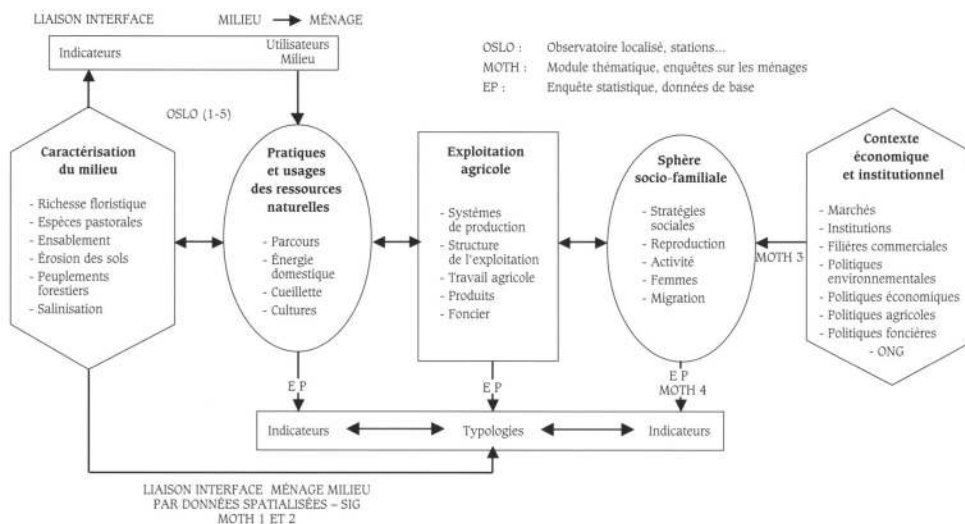 LIAISON INTERFACE MILIEU MÉNAGE
Indicateurs
Utilisateurs
Milieu
OSLO : Observatoire localisé, stations...
MOTH : Module thématique, enquêtes sur les ménages
EP : Enquête statistique, données de base
OSLO (1-5)
Caractérisation
du milieu
- Richesse floristique
- Espèces pastorales
- Ensablement
- Érosion des sols
- Peuplements
forestiers
- Salinisation
Pratiques
et usages
des ressources
naturelles
- Parcours
- Énergie
domestique
- Cueillette
- Cultures
Exploitation
agricole
- Systèmes
de production
- Structure
de l'exploitation
- Travail agricole
- Produits
- Foncier
Sphère
socio-familiale
- Stratégies
sociales
- Reproduction
- Activité
- Femmes
- Migration
MOTH 3
Contexte
économique
et institutionnel
- Marchés
- Institutions
- Filières commerciales
- Politiques
environnementales
- Politiques économiques
- Politiques agricoles
- Politiques foncières
- ONG
E P
E P
E P
MOTH 4
Indicateurs Typologies Indicateurs
LIAISON INTERFACE MÉNAGE MILIEU
PAR DONNÉES SPATIALISÉES – SIG
MOTH 1 ET 2